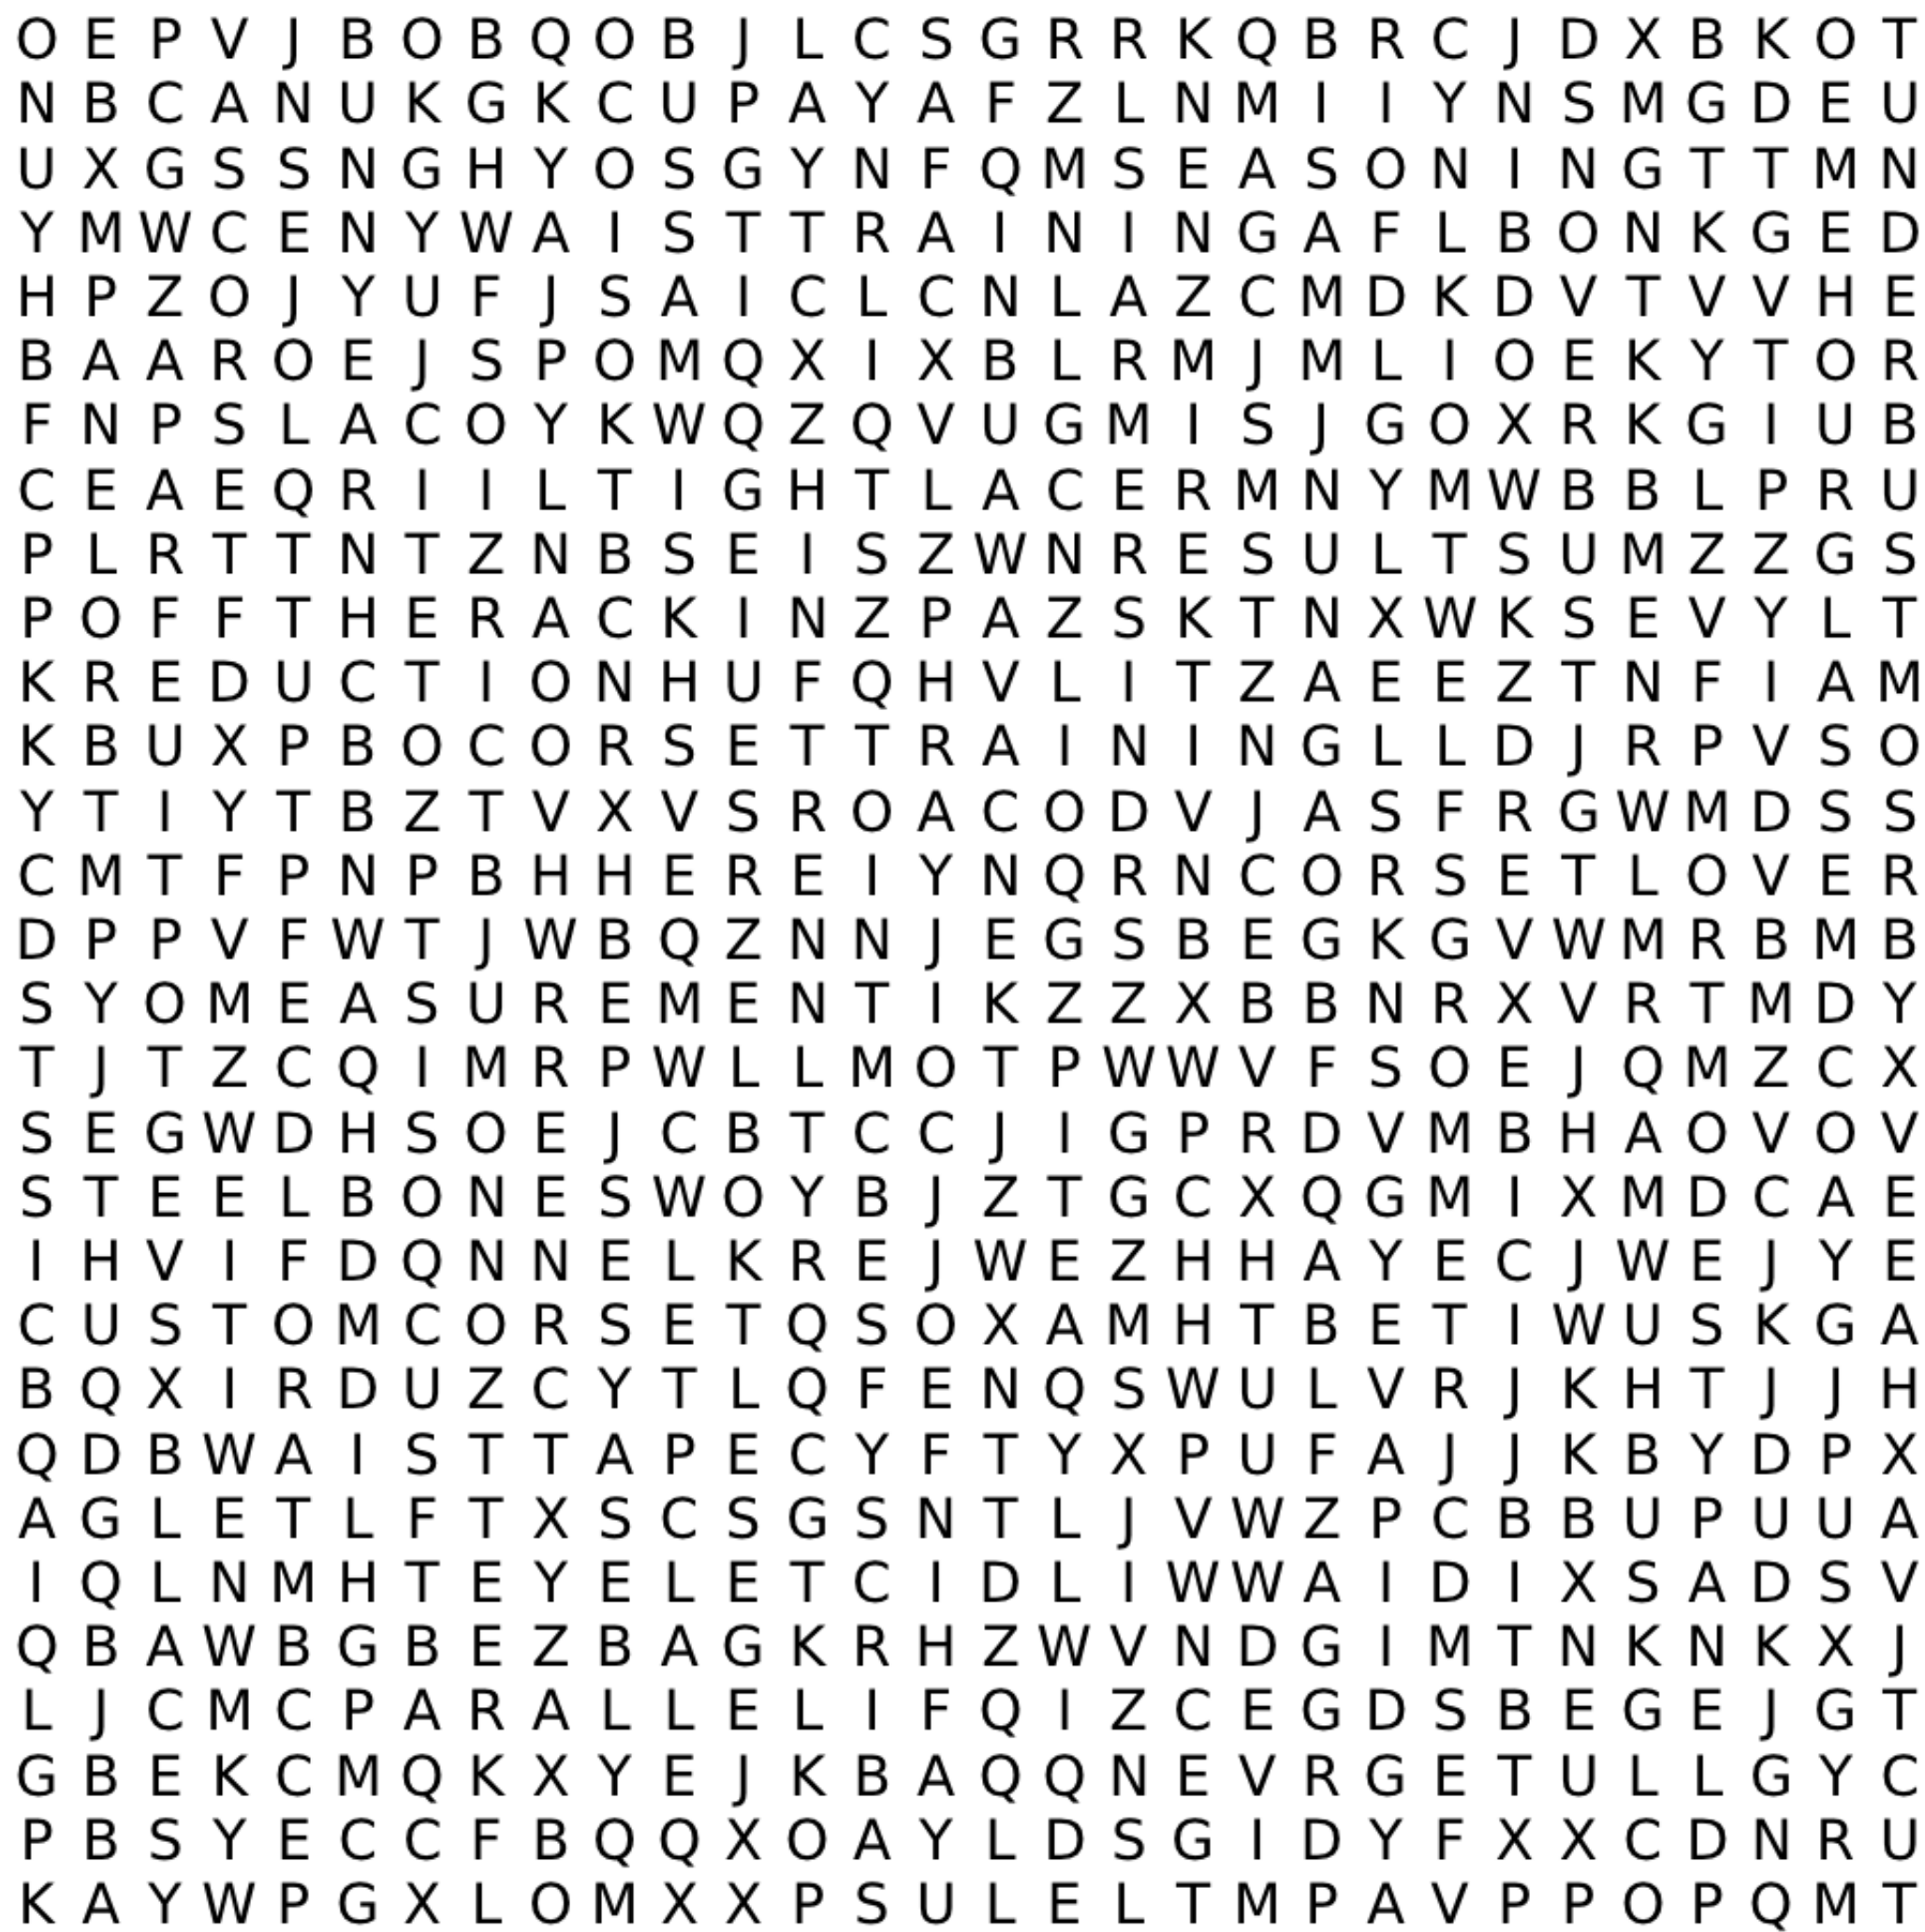 O E P V J B O B Q O B J L C S G R R K Q B R C J D X B K O T
N B C A N U K G K C U P A Y A F Z L N M I I Y N S M G D E U
U X G S S N G H Y O S G Y N F Q M S E A S O N I N G T T M N
Y M W C E N Y W A I S T T R A I N I N G A F L B O N K G E D
H P Z O J Y U F J S A I C L C N L A Z C M D K D V T V V H E
B A A R O E J S P O M Q X I X B L R M J M L I O E K Y T O R
F N P S L A C O Y K W Q Z Q V U G M I S J G O X R K G I U B
C E A E Q R I I L T I G H T L A C E R M N Y M W B B L P R U
P L R T T N T Z N B S E I S Z W N R E S U L T S U M Z Z G S
P O F F T H E R A C K I N Z P A Z S K T N X W K S E V Y L T
K R E D U C T I O N H U F Q H V L I T Z A E E Z T N F I A M
K B U X P B O C O R S E T T R A I N I N G L L D J R P V S O
Y T I Y T B Z T V X V S R O A C O D V J A S F R G W M D S S
C M T F P N P B H H E R E I Y N Q R N C O R S E T L O V E R
D P P V F W T J W B Q Z N N J E G S B E G K G V W M R B M B
S Y O M E A S U R E M E N T I K Z Z X B B N R X V R T M D Y
T J T Z C Q I M R P W L L M O T P W W V F S O E J Q M Z C X
S E G W D H S O E J C B T C C J I G P R D V M B H A O V O V
S T E E L B O N E S W O Y B J Z T G C X Q G M I X M D C A E
I H V I F D Q N N E L K R E J W E Z H H A Y E C J W E J Y E
C U S T O M C O R S E T Q S O X A M H T B E T I W U S K G A
B Q X I R D U Z C Y T L Q F E N Q S W U L V R J K H T J J H
Q D B W A I S T T A P E C Y F T Y X P U F A J J K B Y D P X
A G L E T L F T X S C S G S N T L J V W Z P C B B U P U U A
I Q L N M H T E Y E L E T C I D L I W W A I D I X S A D S V
Q B A W B G B E Z B A G K R H Z W V N D G I M T N K N K X J
L J C M C P A R A L L E L I F Q I Z C E G D S B E G E J G T
G B E K C M Q K X Y E J K B A Q Q N E V R G E T U L L G Y C
P B S Y E C C F B Q Q X O A Y L D S G I D Y F X X C D N R U
K A Y W P G X L O M X X P S U L E L T M P A V P P O P Q M T